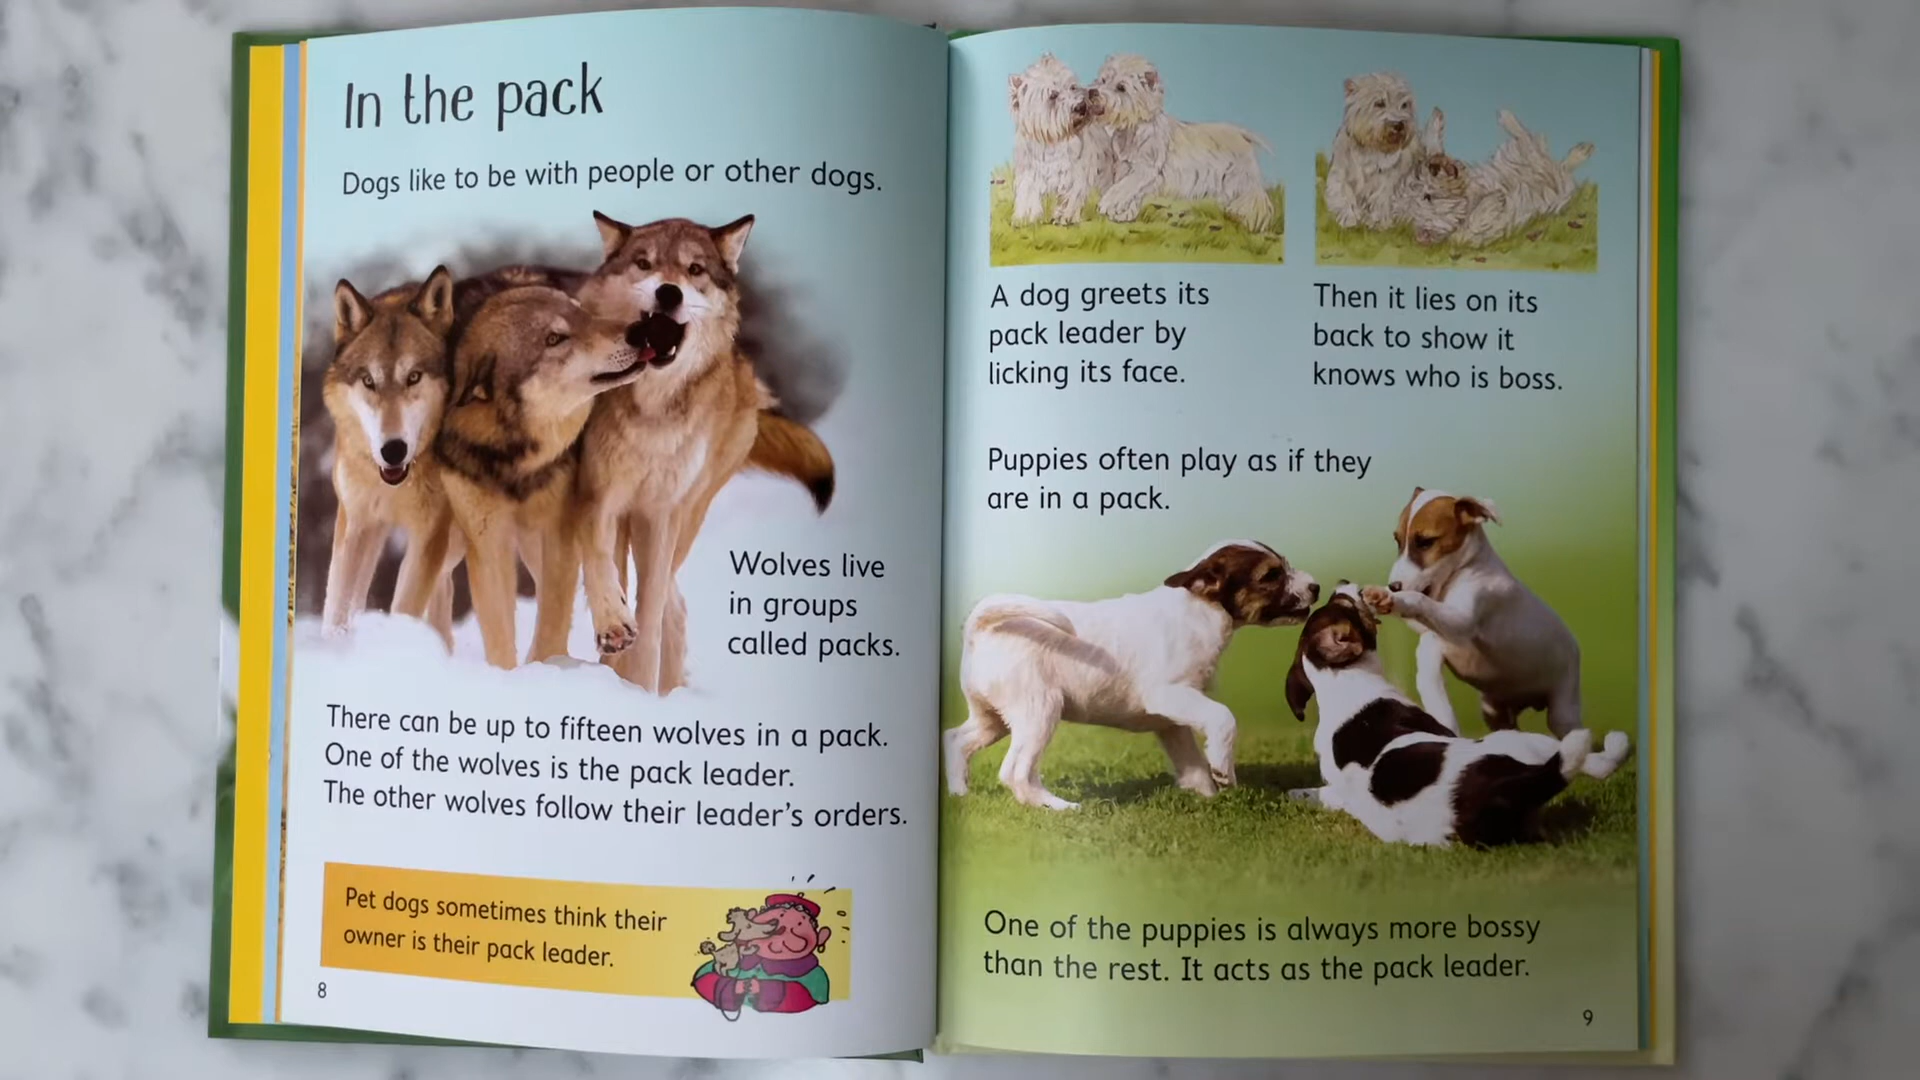 In the pack
Dogs like to be with people or other dogs.
Wolves live
in groups
called packs.
There can be up to fifteen wolves in a pack.
One of the wolves is the pack leader.
The other wolves follow their leader's orders.
Pet dogs sometimes think their
owner is their pack leader.
8
A dog greets its
pack leader by
licking its face.
Then it lies on its
back to show it
knows who is boss.
Puppies often play as if they
are in a pack.
One of the puppies is always more bossy
than the rest. It acts as the pack leader.
9